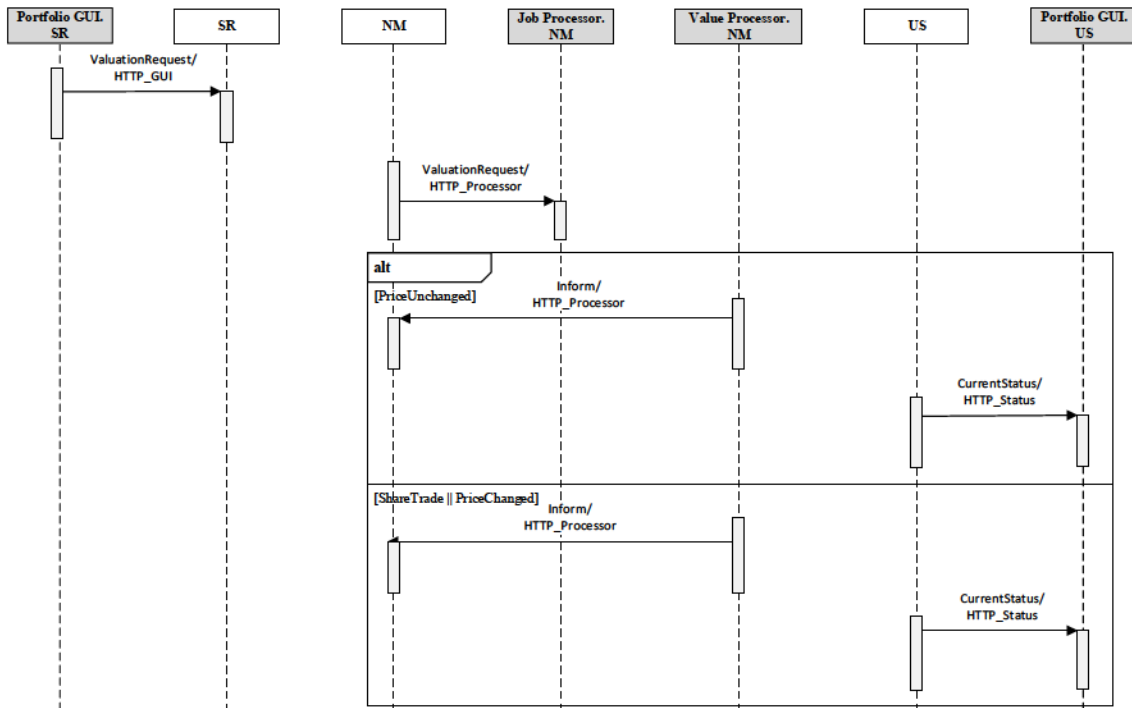 Portfolio GUI.
SR
SR
NM
Job Processor.
NM
Value Processor.
NM
US
Portfolio GUI.
US
ValuationRequest/
HTTP_GUI
ValuationRequest/
HTTP_Processor
alt
[PriceUnchanged]
Inform/
HTTP_Processor
CurrentStatus/
HTTP_Status
[ShareTrade || PriceChanged]
Inform/
HTTP_Processor
CurrentStatus/
HTTP_Status